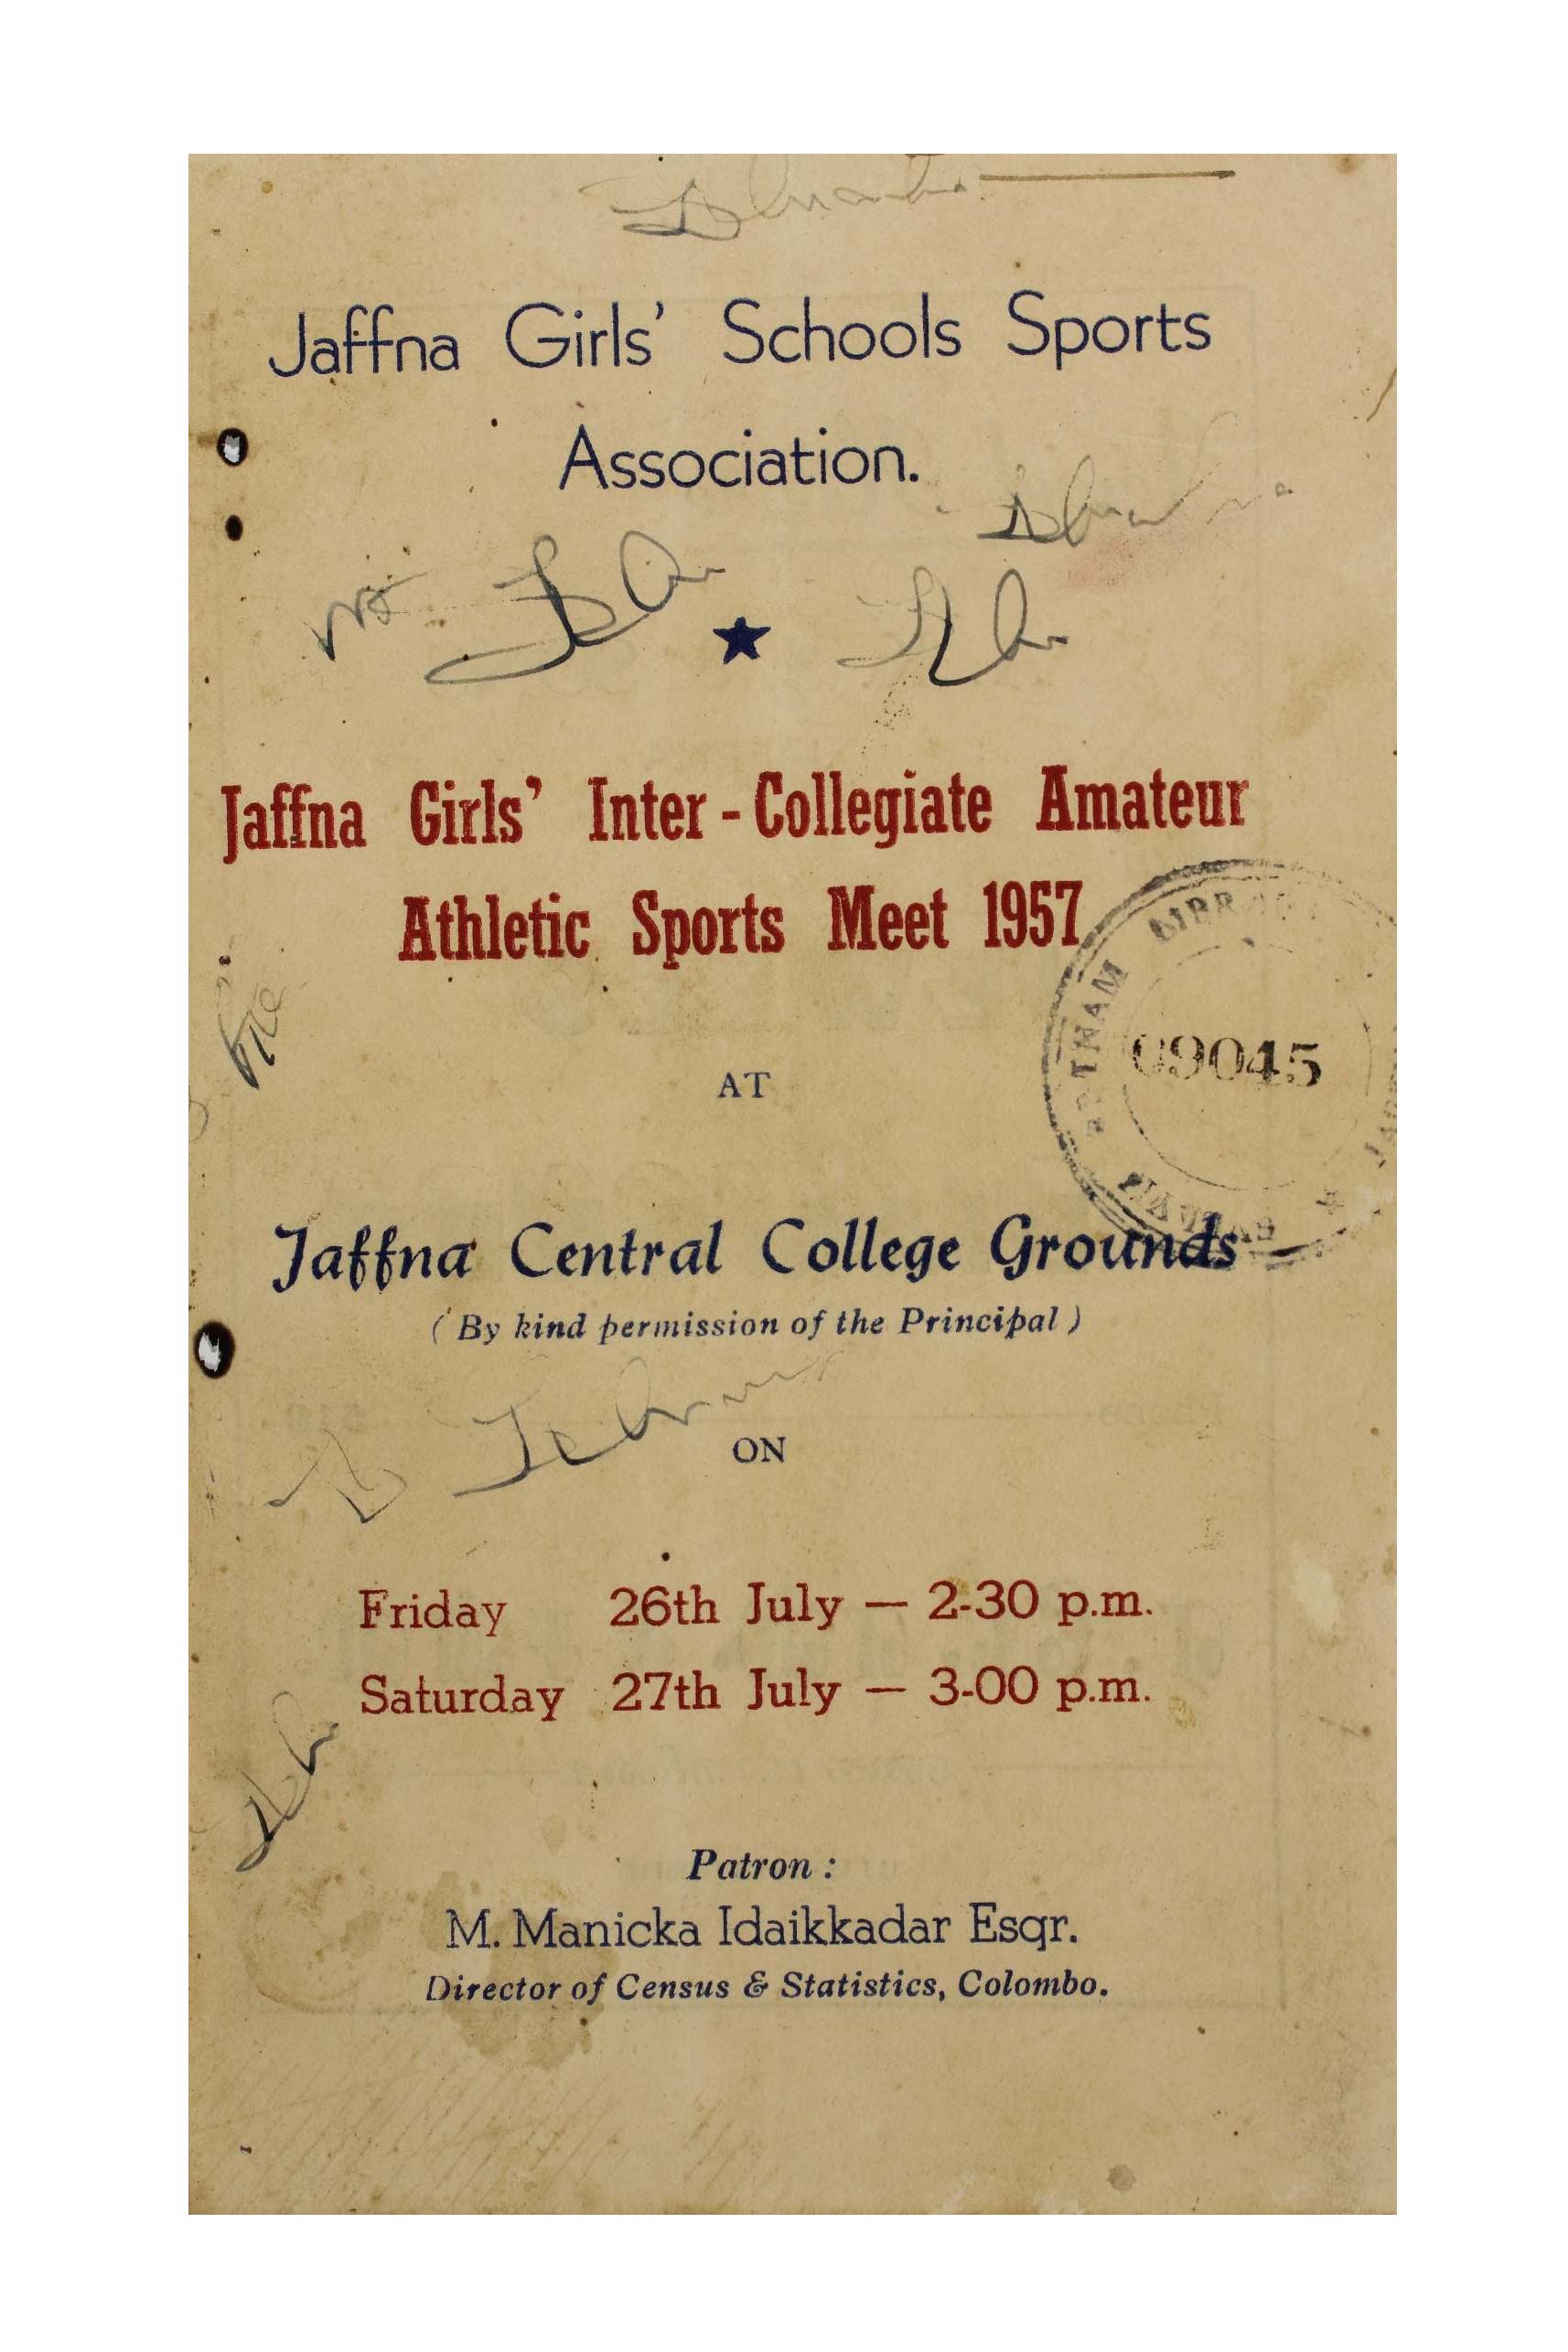 Jaffna Girls' Schools Sports
Association.
★
Jaffna Girls' Inter-Collegiate Amateur
Athletic Sports Meet 1957
09045
AT
Jaffna Central College Grounds
( By kind permission of the Principal )
ON
Friday 26th July — 2-30 p.m.
Saturday 27th July — 3-00 p.m.
Patron :
M. Manicka Idaikkadar Esqr.
Director of Census & Statistics, Colombo.